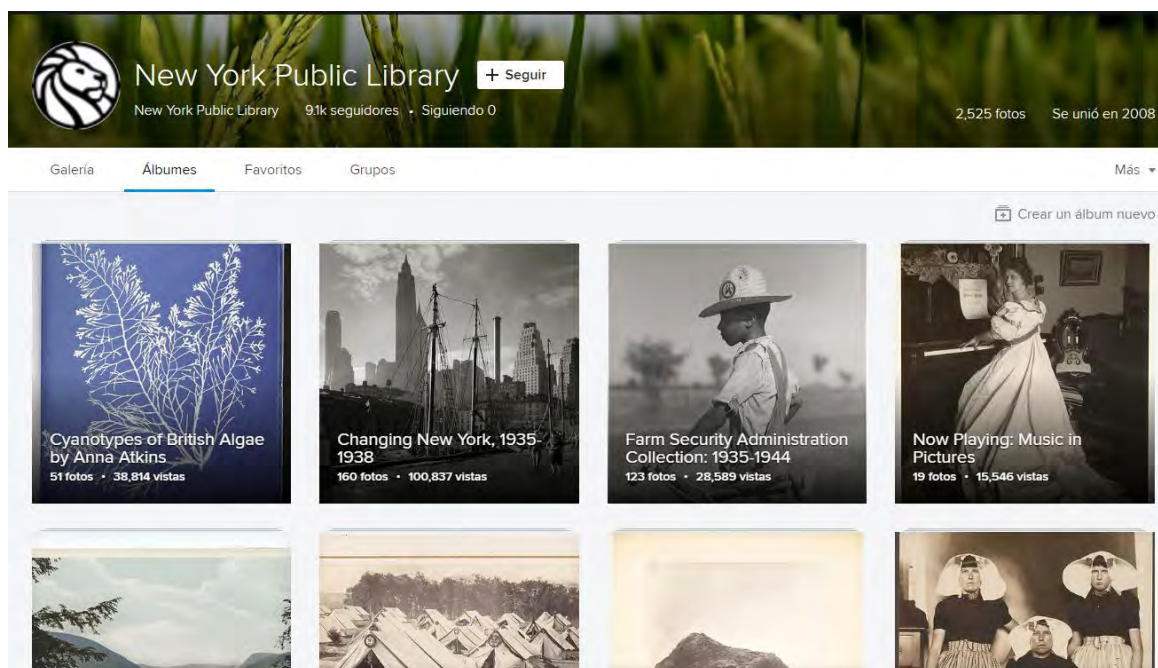 New York Public Library + Seguir
New York Public Library 9.1k seguidores • Siguiendo 0
2,525 fotos Se unió en 2008
Galería Álbumes Favoritos Grupos Más
Crear un álbum nuevo
Cyanotypes of British Algae
by Anna Atkins
51 fotos • 38,814 vistas
Changing New York, 1935-
1938
160 fotos • 100,837 vistas
Farm Security Administration
Collection: 1935-1944
123 fotos • 28,589 vistas
Now Playing: Music in
Pictures
19 fotos • 15,546 vistas